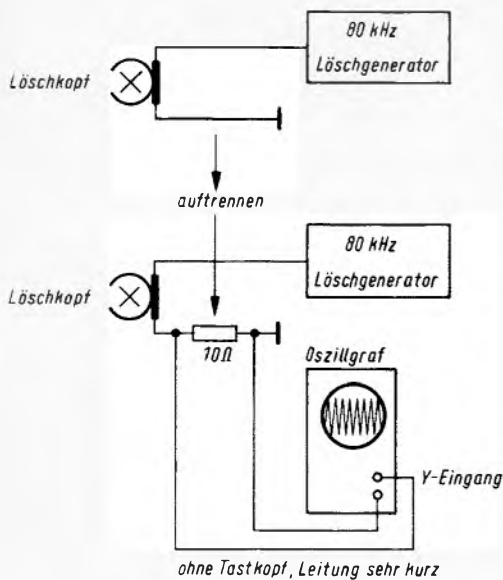 80 kHz
Löschgenerator
Löschkopf
auftrennen
80 kHz
Löschgenerator
Löschkopf
10Ω
Oszillgraf
Y-Eingang
ohne Tastkopf, Leitung sehr kurz